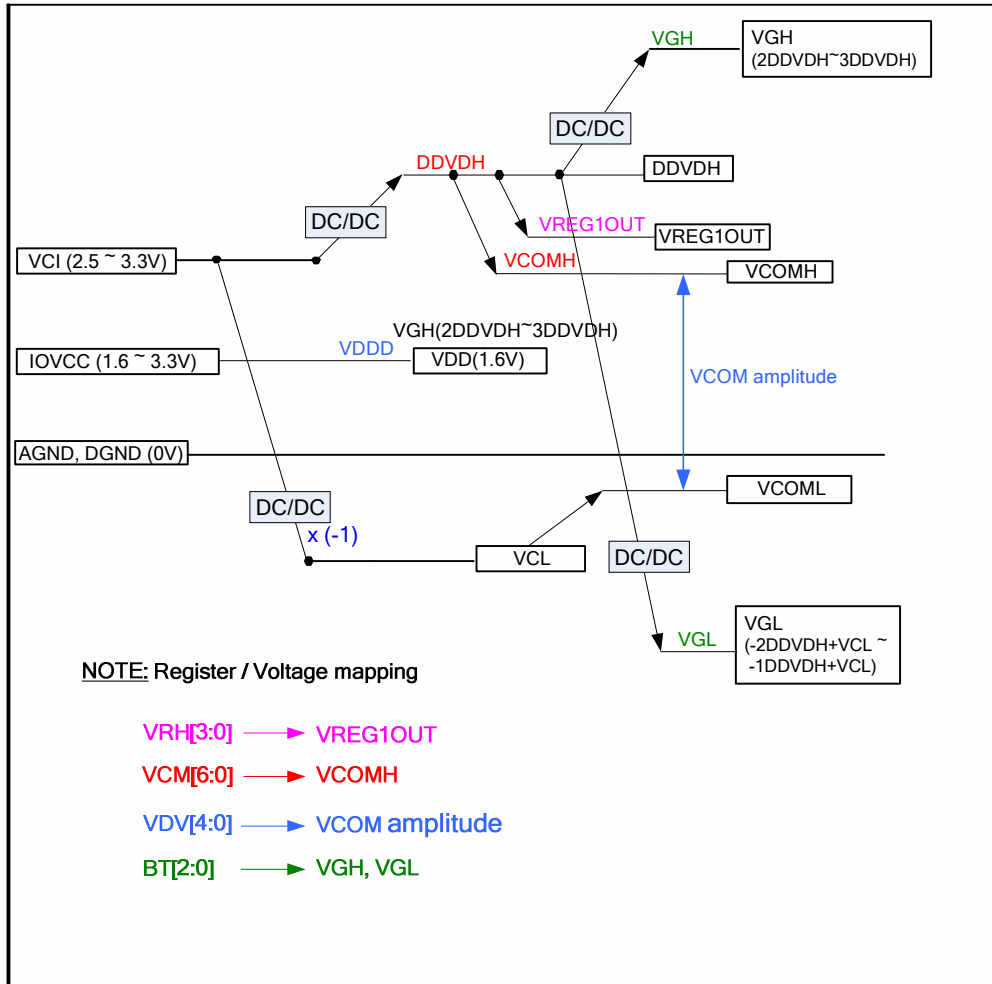 VGH
VGH
(2DDVDH~3DDVDH)
DC/DC
DDVDH
DDVDH
DC/DC
VREG1OUT
VREG1OUT
VCI (2.5 ~ 3.3V)
VCOMH
VCOMH
VGH(2DDVDH~3DDVDH)
IOVCC (1.6 ~ 3.3V)
VDDD
VDD(1.6V)
VCOM amplitude
AGND, DGND (0V)
VCOML
DC/DC
x (-1)
VCL
DC/DC
VGL
VGL
(-2DDVDH+VCL ~
-1DDVDH+VCL)
NOTE: Register / Voltage mapping
VRH[3:0] VREG1OUT
VCM[6:0] VCOMH
VDV[4:0] VCOM amplitude
BT[2:0] VGH, VGL